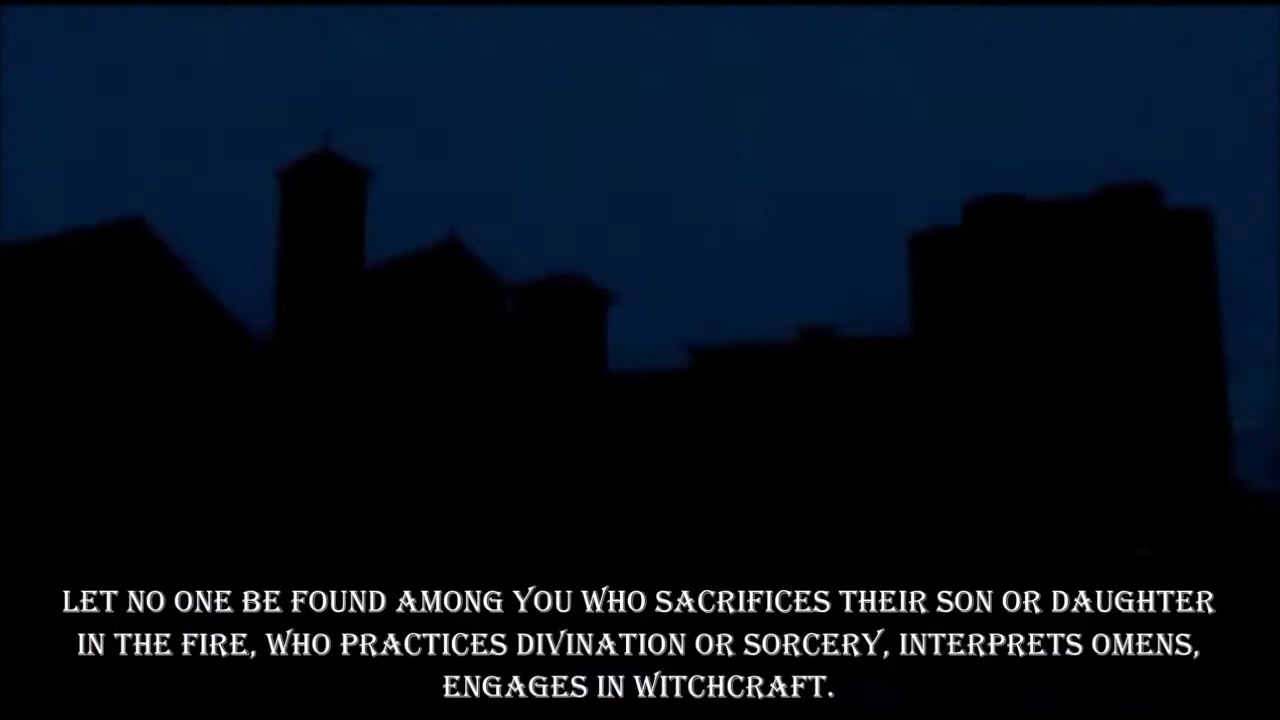 LET NO ONE BE FOUND AMONG YOU WHO SACRIFICES THEIR SON OR DAUGHTER
IN THE FIRE, WHO PRACTICES DIVINATION OR SORCERY, INTERPRETS OMENS,
ENGAGES IN WITCHCRAFT.